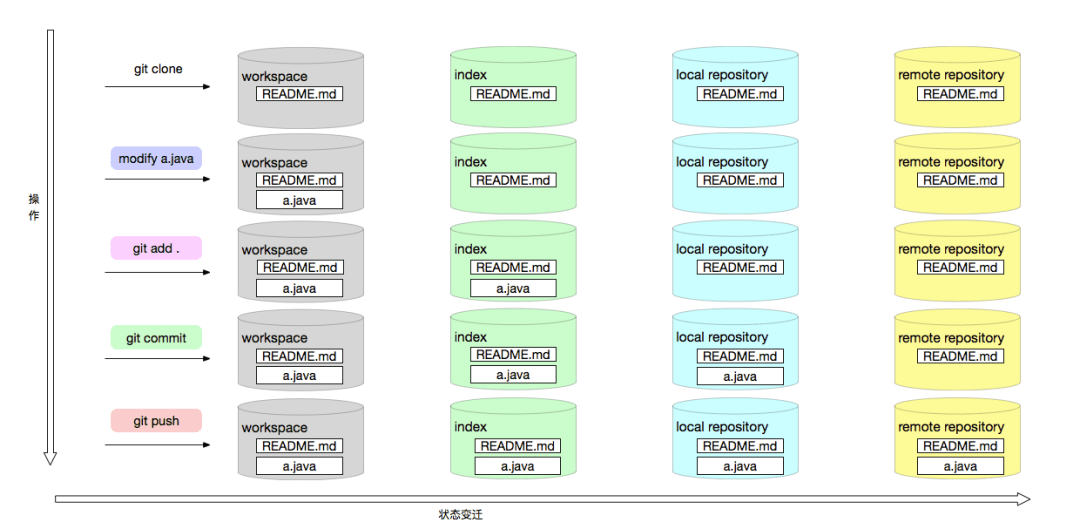 git clone
workspace
README.md
index
README.md
local repository
README.md
remote repository
README.md
modify a.java
workspace
README.md
a.java
index
README.md
local repository
README.md
remote repository
README.md
操
作
git add .
workspace
README.md
a.java
index
README.md
a.java
local repository
README.md
remote repository
README.md
git commit
workspace
README.md
a.java
index
README.md
a.java
local repository
README.md
a.java
remote repository
README.md
git push
workspace
README.md
a.java
index
README.md
a.java
local repository
README.md
a.java
remote repository
README.md
a.java
状态变迁